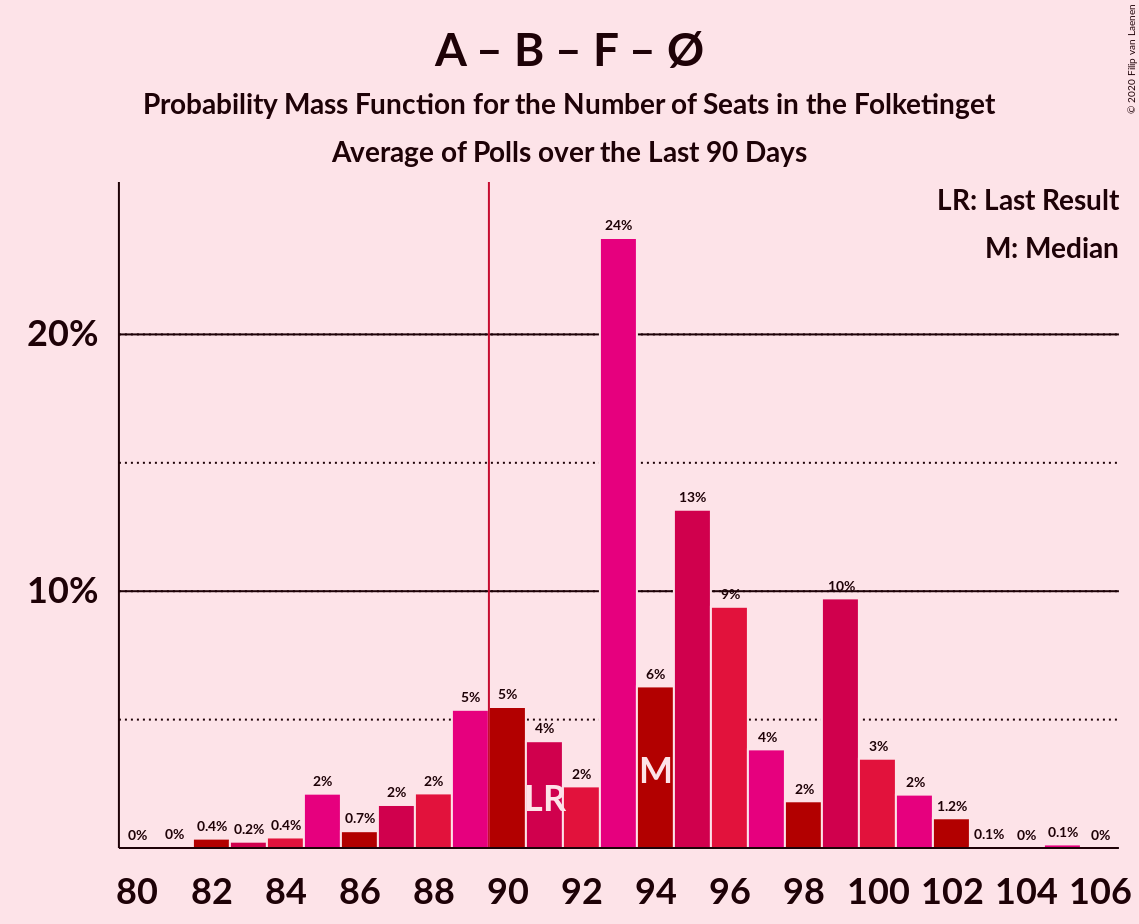 A – B – F – Ø
Probability Mass Function for the Number of Seats in the Folketinget
Average of Polls over the Last 90 Days
© 2020 Filip van Laenen
LR: Last Result
M: Median
20%
10%
0% 0% 0.4% 0.2% 0.4% 2% 0.7% 2% 2% 5% 5% 4% 2% 24% 6% 13% 9% 4% 2% 10% 3% 2% 1.2% 0.1% 0% 0.1% 0%
LR M
80 82 84 86 88 90 92 94 96 98 100 102 104 106